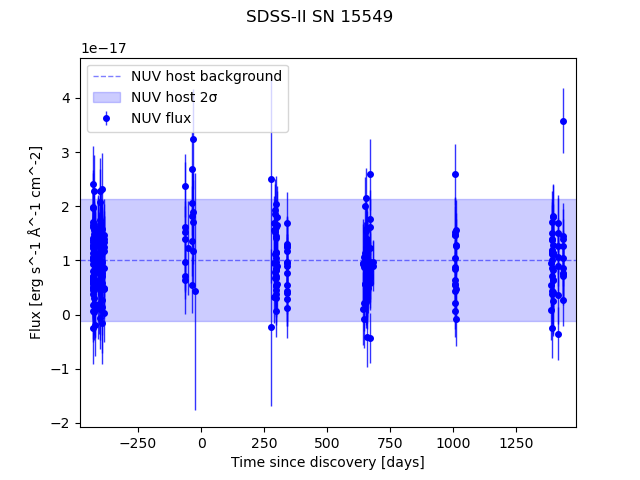 SDSS-II SN 15549
1e−17
NUV host background
NUV host 2σ
NUV flux
4
3
2
1
0
−1
−2
Flux [erg s^-1 Å^-1 cm^-2]
−250
0
250
500
750
1000
1250
Time since discovery [days]